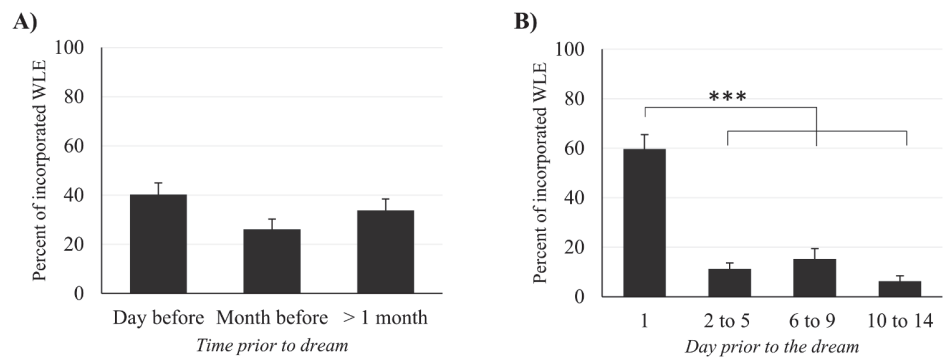 A)
Percent of incorporated WLE
100
80
60
40
20
0
Day before
Month before
> 1 month
Time prior to dream
B)
Percent of incorporated WLE
100
80
60
40
20
0
***
1
2 to 5
6 to 9
10 to 14
Day prior to the dream